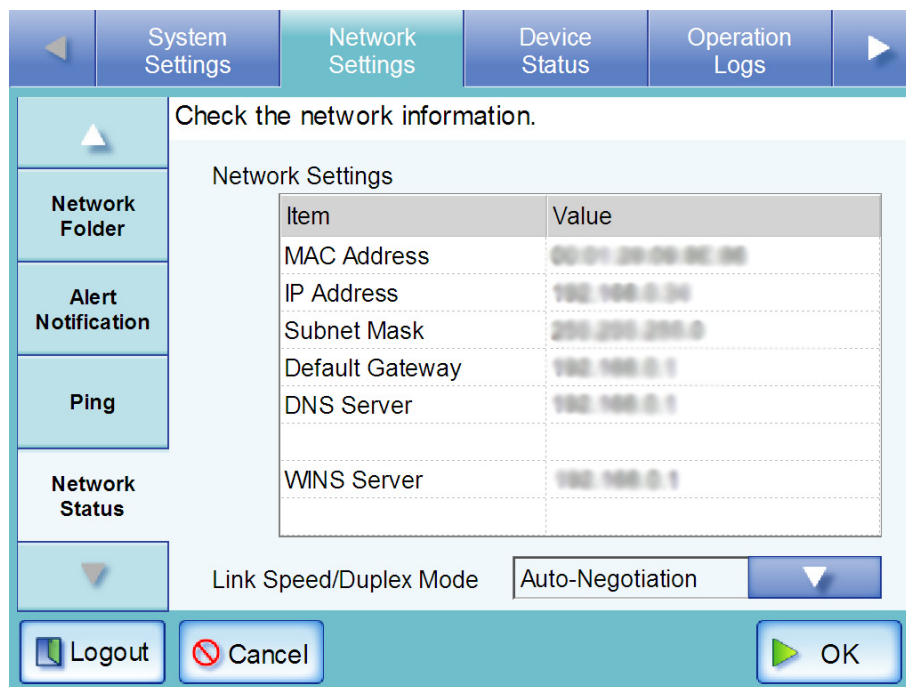 System Settings
Network Settings
Device Status
Operation Logs
Check the network information.
Network Folder
Alert Notification
Ping
Network Status
Network Settings
Item Value
MAC Address
IP Address
Subnet Mask
Default Gateway
DNS Server
WINS Server
Link Speed/Duplex Mode Auto-Negotiation
Logout Cancel OK